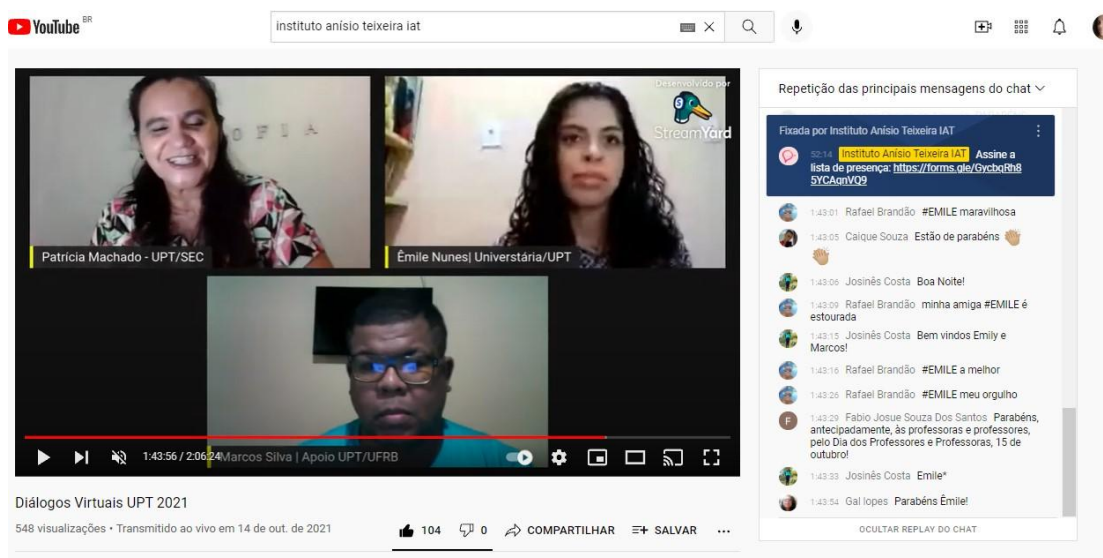 YouTube BR
instituto anísio teixeira iat
Desenvolvido por
StreamYard
OFIA
Patrícia Machado - UPT/SEC
Êmile Nunes| Universtária/UPT
1:43:56 / 2:06:24
Marcos Silva | Apoio UPT/UFRB
Diálogos Virtuais UPT 2021
548 visualizações • Transmitido ao vivo em 14 de out. de 2021
104
0
COMPARTILHAR
SALVAR
Repetição das principais mensagens do chat
Fixada por Instituto Anísio Teixeira IAT
52:14 Instituto Anísio Teixeira IAT Assine a
lista de presença: https://forms.gle/GycbqRh8
5YCAqnVQ9
1:43:01 Rafael Brandão #EMILE maravilhosa
1:43:05 Caique Souza Estão de parabéns
1:43:06 Josinês Costa Boa Noite!
1:43:09 Rafael Brandão minha amiga #EMILE é
estourada
1:43:15 Josinês Costa Bem vindos Emily e
Marcos!
1:43:16 Rafael Brandão #EMILE a melhor
1:43:26 Rafael Brandão #EMILE meu orgulho
F
1:43:29 Fabio Josue Souza Dos Santos Parabéns,
antecipadamente, às professoras e professores,
pelo Dia dos Professores e Professoras, 15 de
outubro!
1:43:33 Josinês Costa Emile*
1:43:54 Gal lopes Parabéns Êmile!
OCULTAR REPLAY DO CHAT